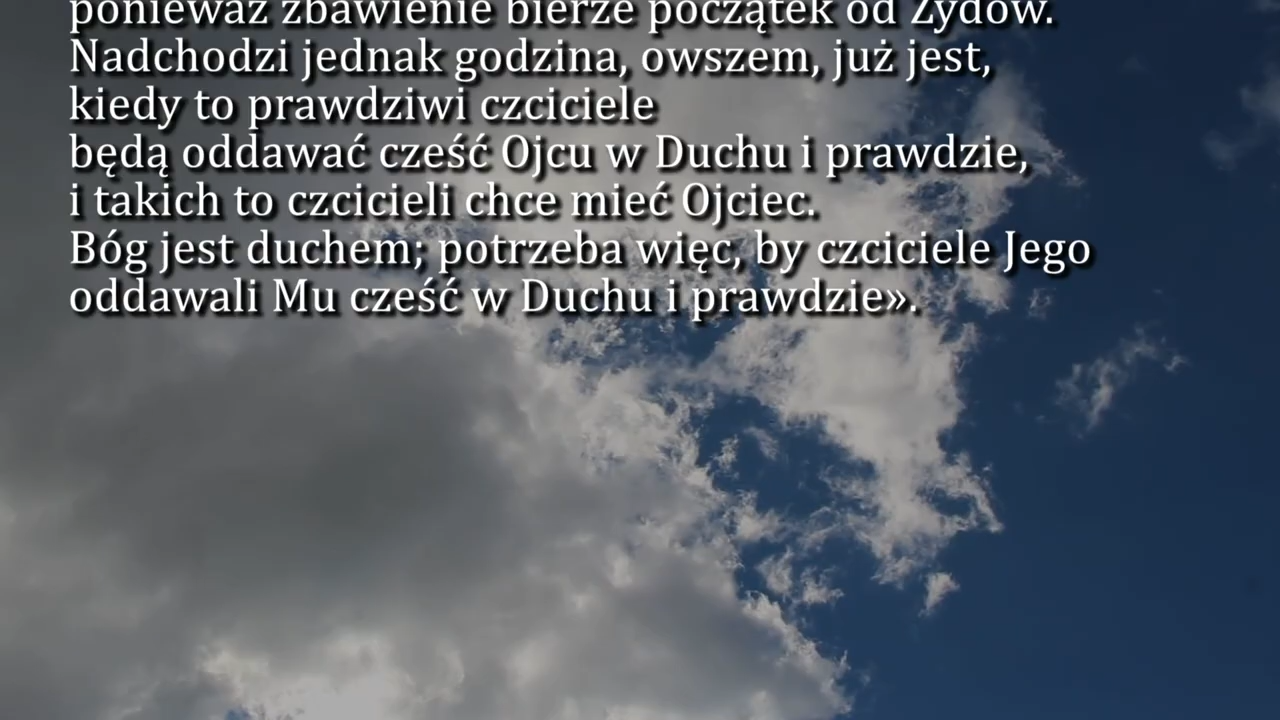 ponieważ zbawienie bierze początek od Żydów.
Nadchodzi jednak godzina, owszem, już jest,
kiedy to prawdziwi czciciele
będą oddawać cześć Ojcu w Duchu i prawdzie,
i takich to czcicieli chce mieć Ojciec.
Bóg jest duchem; potrzeba więc, by czciciele Jego
oddawali Mu cześć w Duchu i prawdzie».